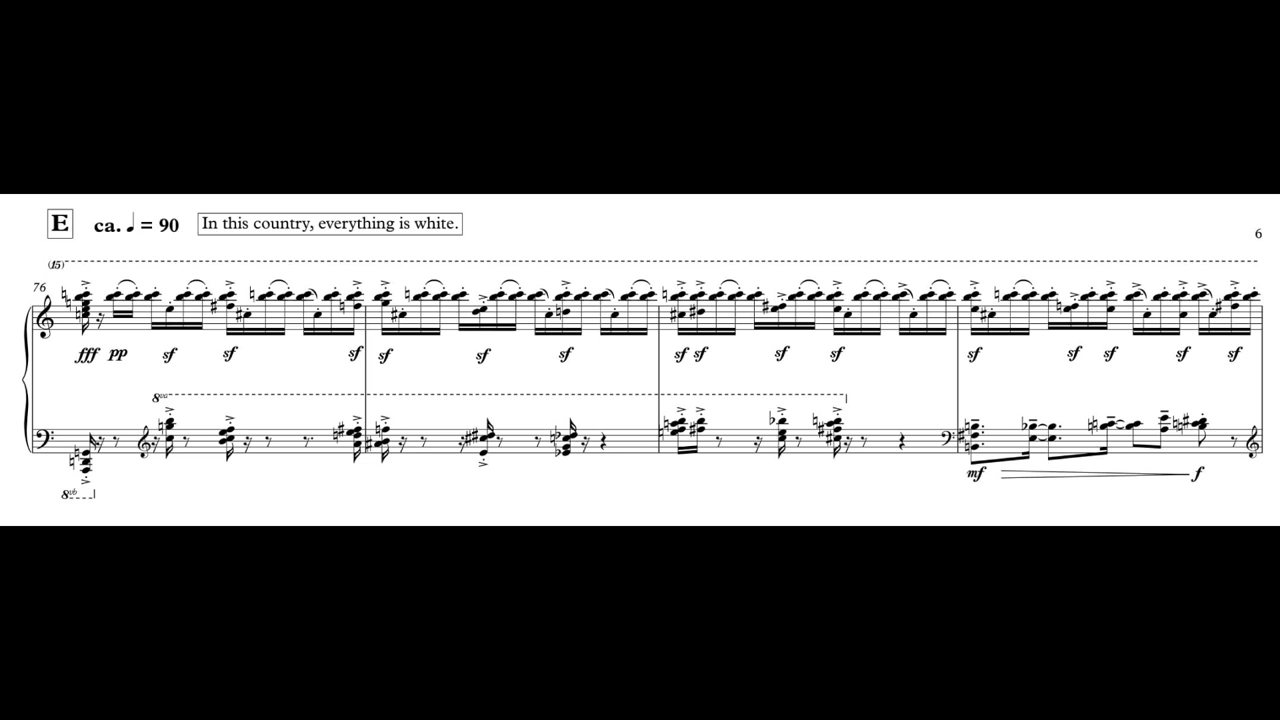 E ca. ♩ = 90 In this country, everything is white.
6
(15)
76
fff pp sf sf sf sf sf sf sf sf sf sf sf sf sf sf sf
8va
mf f
8vb